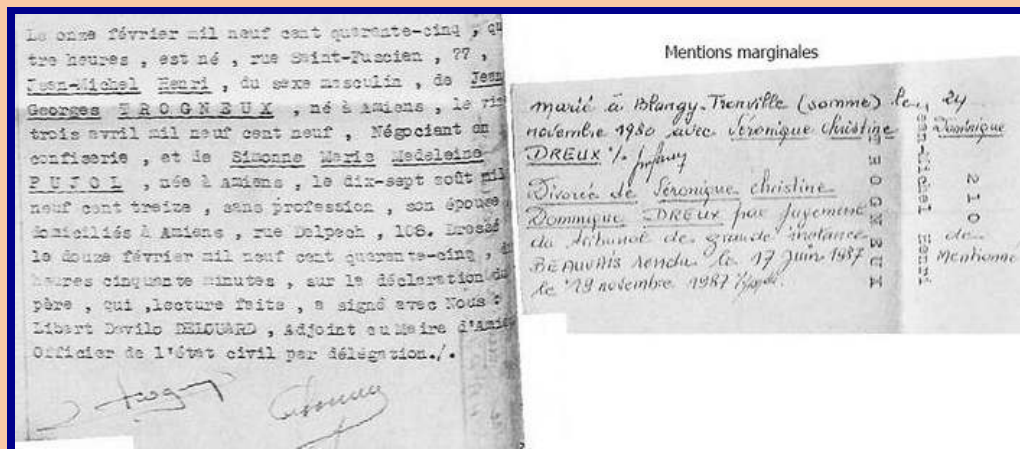 Le onze février mil neuf cent quarante-cinq , qu
tre heures , est né , rue Saint-Fuscien , 77 ,
Jean-Michel Henri , du sexe masculin , de Jean
Georges TROGNEUX , né à Amiens , le vin
trois avril mil neuf cent neuf , Négociant en
confiserie , et de Simonne Marie Madeleine
PUJOL , née à Amiens , le dix-sept août mil
neuf cent treize , sans profession , son épouse
domiciliés à Amiens , rue Delpech , 108. Dressé
le douze février mil neuf cent quarante-cinq ,
heures cinquante minutes , sur la déclaration du
père , qui ,lecture faite , a signé avec Nous
Libert Davilo DELOUARD , Adjoint au Maire d'Amie
Officier de l'état civil par délégation./.
Mentions marginales
marié à Blangy-Tronville (somme) le 24
novembre 1980 avec Véronique Christine Dominique
DREUX
Divorcé de Véronique Christine
Dominique DREUX par jugement
du tribunal de grande instance de
BEAUVAIS rendu le 17 juin 1987 Mentionné
le 19 novembre 1987
TROGNEUX
Jean-Michel Henri
210